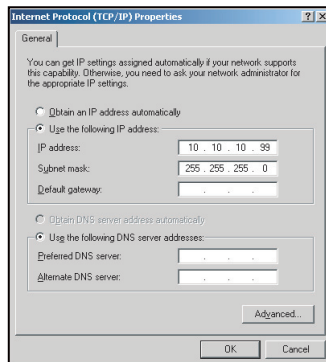 Internet Protocol (TCP/IP) Properties
General
You can get IP settings assigned automatically if your network supports
this capability. Otherwise, you need to ask your network administrator for
the appropriate IP settings.
Obtain an IP address automatically
Use the following IP address:
IP address: 10 . 10 . 10 . 99
Subnet mask: 255 . 255 . 255 . 0
Default gateway: . . .
Obtain DNS server address automatically
Use the following DNS server addresses:
Preferred DNS server: . . .
Alternate DNS server: . . .
Advanced...
OK Cancel